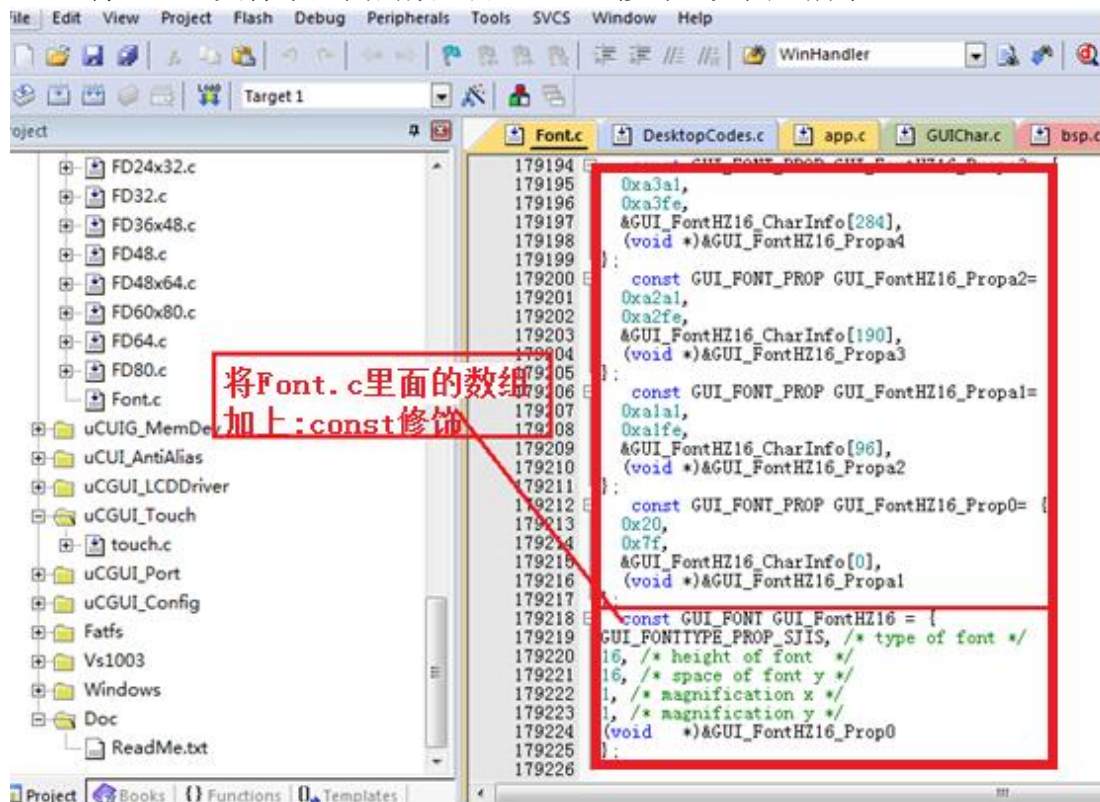 File Edit View Project Flash Debug Peripherals Tools SVCS Window Help
WinHandler
Target 1
Project
FD24x32.c
FD32.c
FD36x48.c
FD48.c
FD48x64.c
FD60x80.c
FD64.c
FD80.c
Font.c
uCUIG_MemDev
uCUI_AntiAlias
uCGUI_LCDDriver
uCGUI_Touch
touch.c
uCGUI_Port
uCGUI_Config
Fatfs
Vs1003
Windows
Doc
ReadMe.txt
Project Books {} Functions Templates
将Font.c里面的数组
加上:const修饰
Font.c DesktopCodes.c app.c GUIChar.c bsp.c
179194
179195 0xa3a1,
179196 0xa3fe,
179197 &GUI_FontHZ16_CharInfo[284],
179198 (void *)&GUI_FontHZ16_Propa4
179199 };
179200 const GUI_FONT_PROP GUI_FontHZ16_Propa2=
179201 0xa2a1,
179202 0xa2fe,
179203 &GUI_FontHZ16_CharInfo[190],
179204 (void *)&GUI_FontHZ16_Propa3
179205 };
179206 const GUI_FONT_PROP GUI_FontHZ16_Propa1=
179207 0xa1a1,
179208 0xa1fe,
179209 &GUI_FontHZ16_CharInfo[96],
179210 (void *)&GUI_FontHZ16_Propa2
179211 };
179212 const GUI_FONT_PROP GUI_FontHZ16_Prop0= {
179213 0x20,
179214 0x7f,
179215 &GUI_FontHZ16_CharInfo[0],
179216 (void *)&GUI_FontHZ16_Propa1
179217 };
179218 const GUI_FONT GUI_FontHZ16 = {
179219 GUI_FONTTYPE_PROP_SJIS, /* type of font */
179220 16, /* height of font */
179221 16, /* space of font y */
179222 1, /* magnification x */
179223 1, /* magnification y */
179224 (void *)&GUI_FontHZ16_Prop0
179225 };
179226